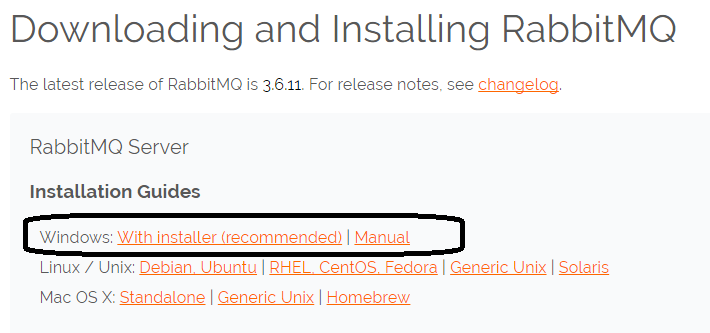 Downloading and Installing RabbitMQ
The latest release of RabbitMQ is 3.6.11. For release notes, see changelog.
RabbitMQ Server
Installation Guides
Windows: With installer (recommended) | Manual
Linux / Unix: Debian, Ubuntu | RHEL, CentOS, Fedora | Generic Unix | Solaris
Mac OS X: Standalone | Generic Unix | Homebrew